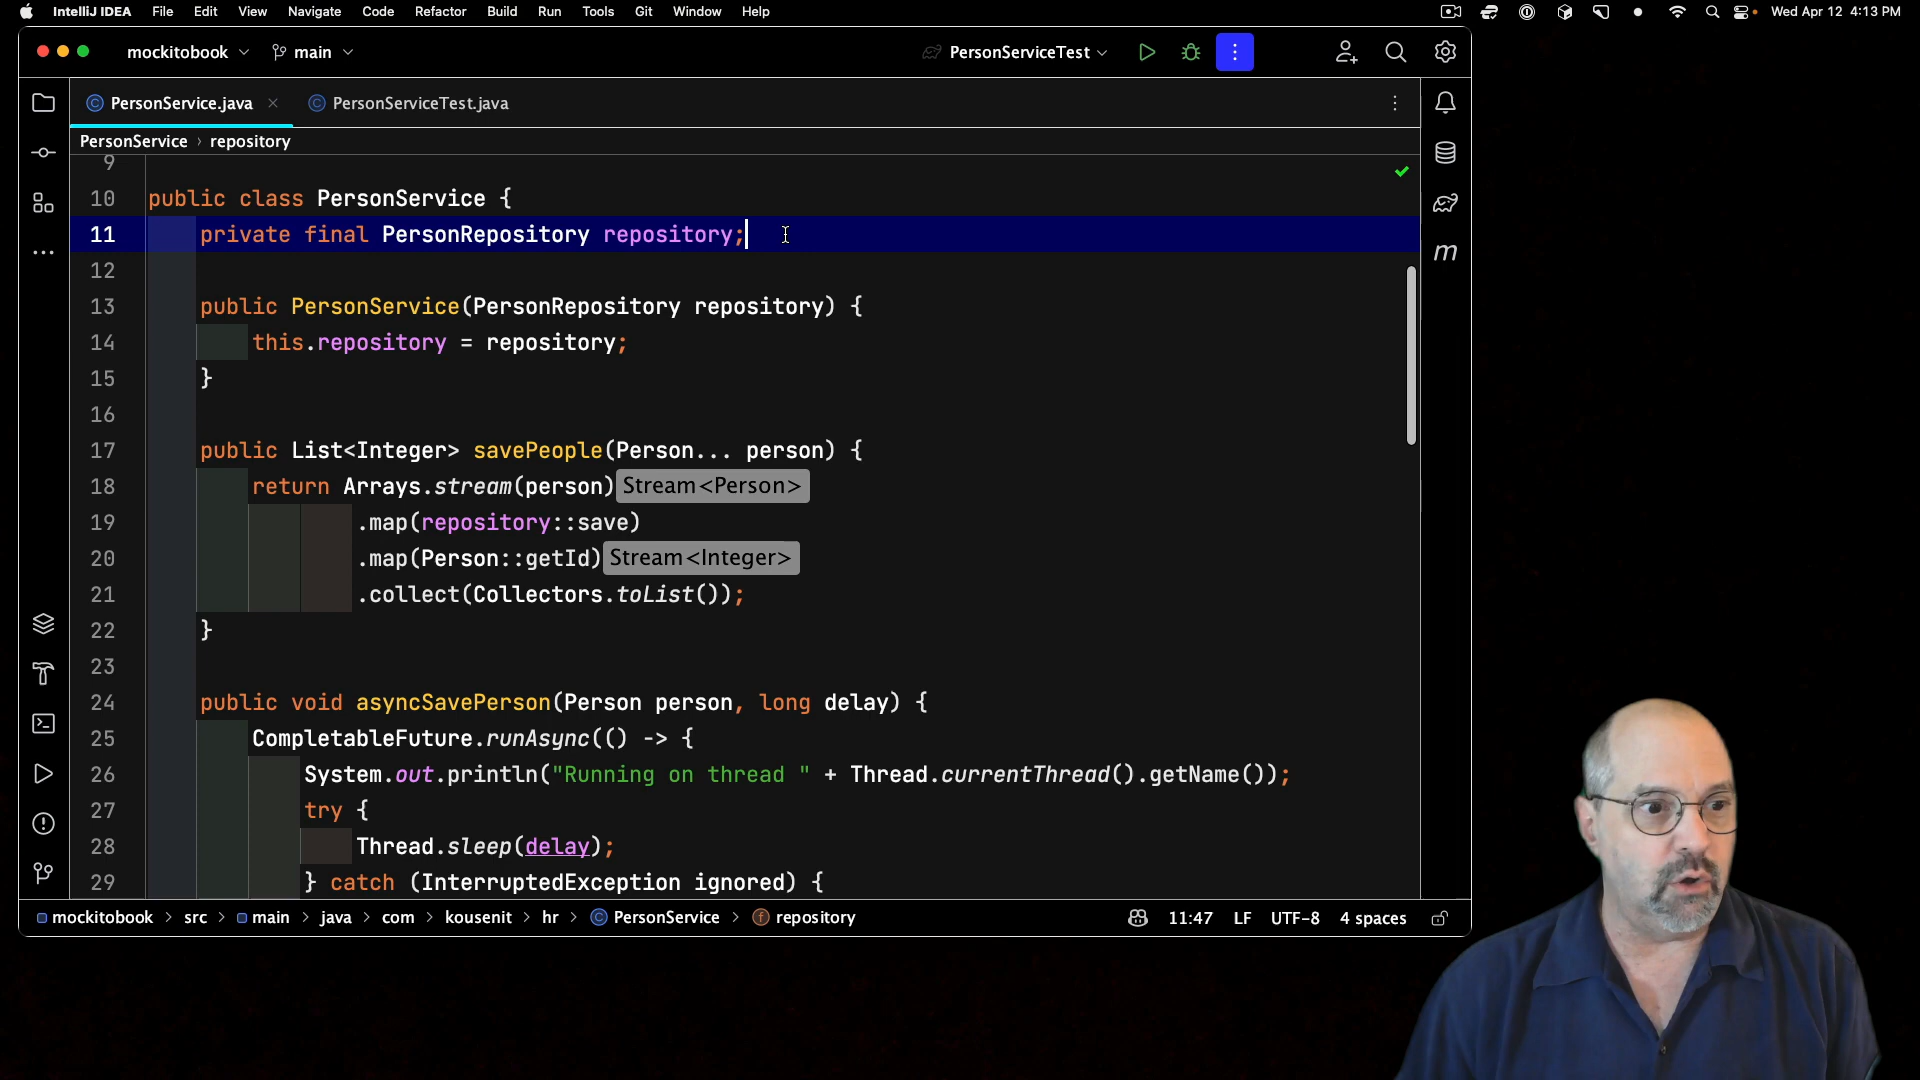 IntelliJ IDEA File Edit View Navigate Code Refactor Build Run Tools Git Window Help Wed Apr 12 4:13 PM
mockitobook main PersonServiceTest
PersonService.java PersonServiceTest.java
PersonService › repository
9
10 public class PersonService {
11 private final PersonRepository repository;
12
13 public PersonService(PersonRepository repository) {
14 this.repository = repository;
15 }
16
17 public List<Integer> savePeople(Person... person) {
18 return Arrays.stream(person) Stream<Person>
19 .map(repository::save)
20 .map(Person::getId) Stream<Integer>
21 .collect(Collectors.toList());
22 }
23
24 public void asyncSavePerson(Person person, long delay) {
25 CompletableFuture.runAsync(() -> {
26 System.out.println("Running on thread " + Thread.currentThread().getName());
27 try {
28 Thread.sleep(delay);
29 } catch (InterruptedException ignored) {
mockitobook > src > main > java > com > kousenit > hr > PersonService > repository 11:47 LF UTF-8 4 spaces
m